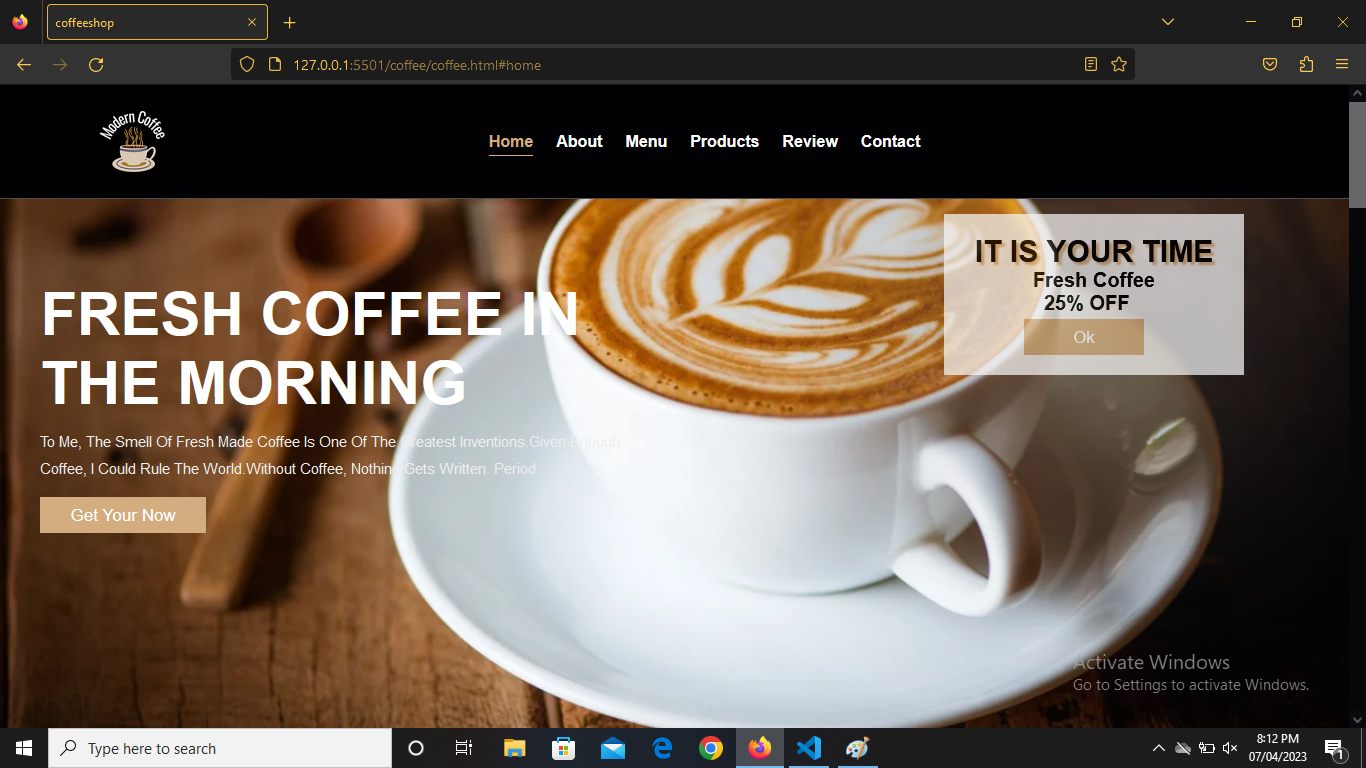 coffeeshop
127.0.0.1:5501/coffee/coffee.html#home
Modern Coffee
Home About Menu Products Review Contact
IT IS YOUR TIME
Fresh Coffee
25% OFF
Ok
FRESH COFFEE IN
THE MORNING
To Me, The Smell Of Fresh Made Coffee Is One Of The Greatest Inventions.Given Enough
Coffee, I Could Rule The World.Without Coffee, Nothing Gets Written. Period.
Get Your Now
Activate Windows
Go to Settings to activate Windows.
Type here to search
8:12 PM
07/04/2023
1